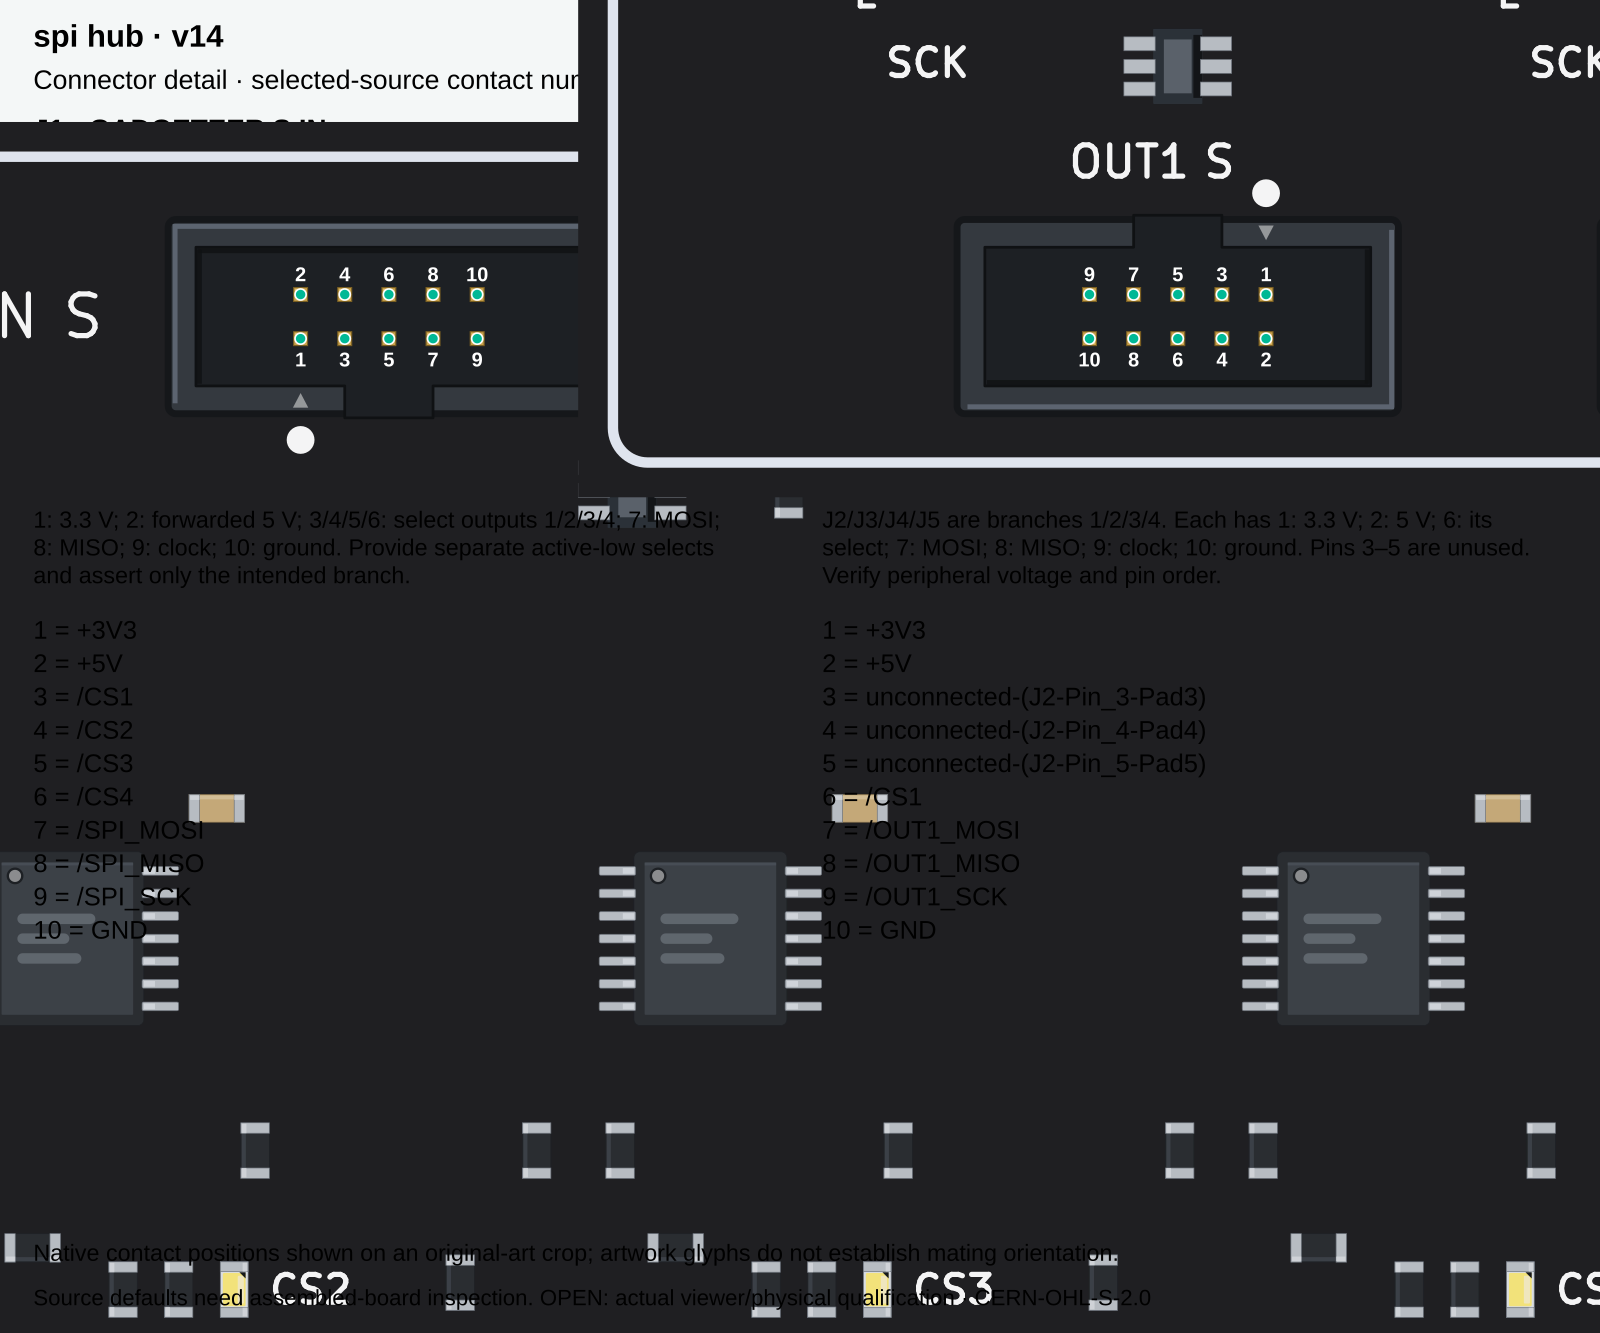 spi hub · v14
Connector detail · selected-source contact
SCK
OUT1 S
N S
2 4 6 8 10
1 3 5 7 9
9 7 5 3 1
10 8 6 4 2
1: 3.3 V; 2: forwarded 5 V; 3/4/5/6: select outputs 1/2/3/4; 7: MOSI;
8: MISO; 9: clock; 10: ground. Provide separate active-low selects
and assert only the intended branch.
1 = +3V3
2 = +5V
3 = /CS1
4 = /CS2
5 = /CS3
6 = /CS4
7 = /SPI_MOSI
8 = /SPI_MISO
9 = /SPI_SCK
10 = GND
J2/J3/J4/J5 are branches 1/2/3/4. Each has 1: 3.3 V; 2: 5 V; 6: its
select; 7: MOSI; 8: MISO; 9: clock; 10: ground. Pins 3–5 are unused.
Verify peripheral voltage and pin order.
1 = +3V3
2 = +5V
3 = unconnected-(J2-Pin_3-Pad3)
4 = unconnected-(J2-Pin_4-Pad4)
5 = unconnected-(J2-Pin_5-Pad5)
6 = /CS1
7 = /OUT1_MOSI
8 = /OUT1_MISO
9 = /OUT1_SCK
10 = GND
Native contact positions shown on an original-art crop; artwork glyphs do not establish mating orientation.
CS2
CS3
Source defaults need assembled-board inspection. OPEN: actual viewer/physical qualification · CERN-OHL-S-2.0